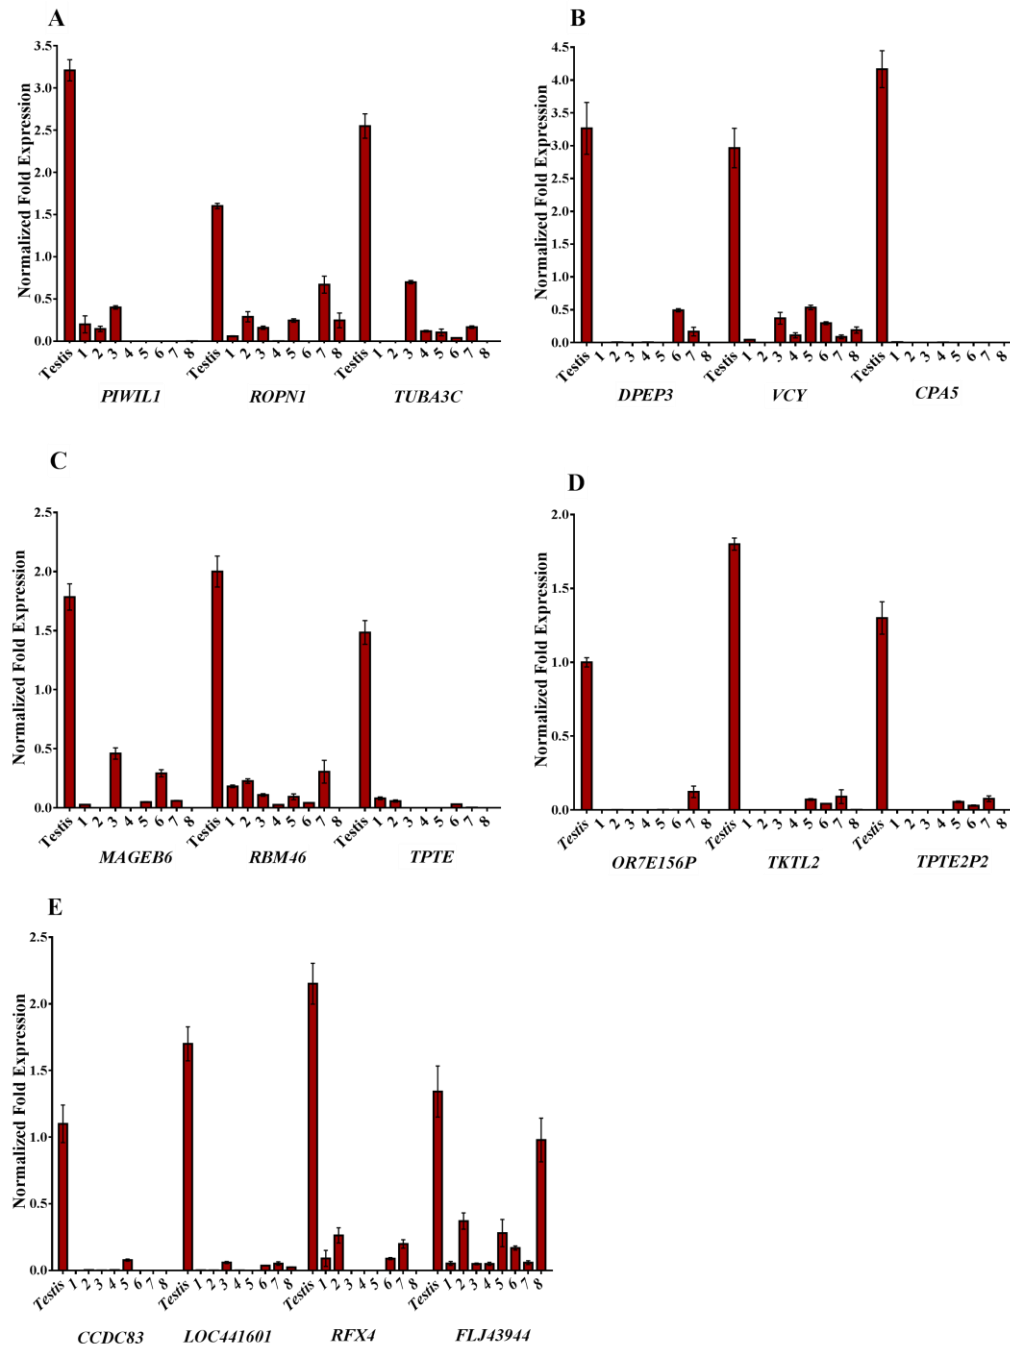 A
Normalized Fold Expression
3.5
3.0
2.5
2.0
1.5
1.0
0.5
0.0
Testis 1 2 3 4 5 6 7 8 Testis 1 2 3 4 5 6 7 8 Testis 1 2 3 4 5 6 7 8
PIWIL1 ROPN1 TUBA3C
B
Normalized Fold Expression
4.5
4.0
3.5
3.0
2.5
2.0
1.5
1.0
0.5
0.0
Testis 1 2 3 4 5 6 7 8 Testis 1 2 3 4 5 6 7 8 Testis 1 2 3 4 5 6 7 8
DPEP3 VCY CPA5
C
Normalized Fold Expression
2.5
2.0
1.5
1.0
0.5
0.0
Testis 1 2 3 4 5 6 7 8 Testis 1 2 3 4 5 6 7 8 Testis 1 2 3 4 5 6 7 8
MAGEB6 RBM46 TPTE
D
Normalized Fold Expression
2.0
1.5
1.0
0.5
0.0
Testis 1 2 3 4 5 6 7 8 Testis 1 2 3 4 5 6 7 8 Testis 1 2 3 4 5 6 7 8
OR7E156P TKTL2 TPTE2P2
E
Normalized Fold Expression
2.5
2.0
1.5
1.0
0.5
0.0
Testis 1 2 3 4 5 6 7 8 Testis 1 2 3 4 5 6 7 8 Testis 1 2 3 4 5 6 7 8 Testis 1 2 3 4 5 6 7 8
CCDC83 LOC441601 RFX4 FLJ43944